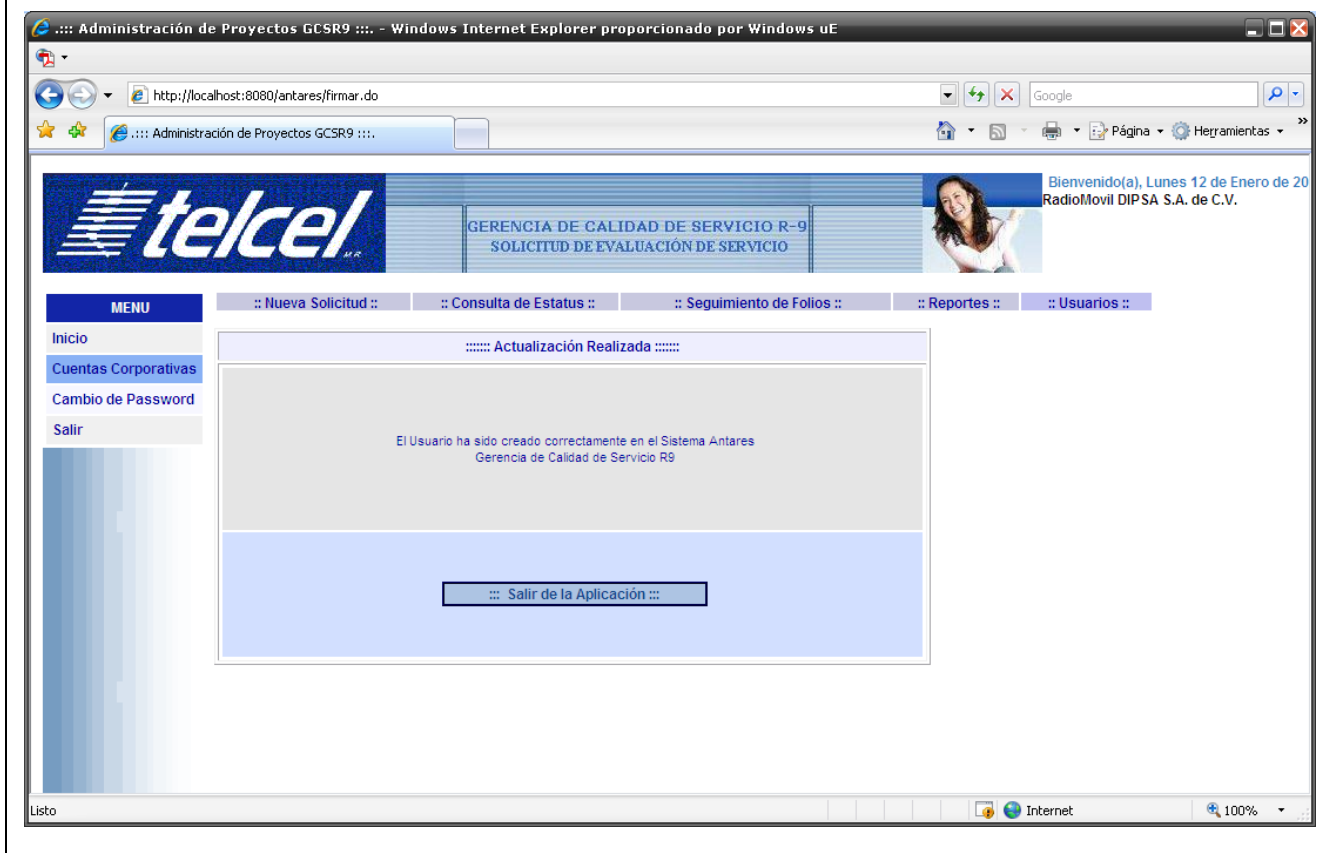 .::: Administración de Proyectos GCSR9 :::. - Windows Internet Explorer proporcionado por Windows uE
http://localhost:8080/antares/firmar.do
Google
.::: Administración de Proyectos GCSR9 :::.
Página
Herramientas
»
telcel M.R.
GERENCIA DE CALIDAD DE SERVICIO R-9
SOLICITUD DE EVALUACIÓN DE SERVICIO
Bienvenido(a), Lunes 12 de Enero de 20
RadioMovil DIPSA S.A. de C.V.
MENU
:: Nueva Solicitud ::
:: Consulta de Estatus ::
:: Seguimiento de Folios ::
:: Reportes ::
:: Usuarios ::
Inicio
Cuentas Corporativas
Cambio de Password
Salir
::::::: Actualización Realizada :::::::
El Usuario ha sido creado correctamente en el Sistema Antares
Gerencia de Calidad de Servicio R9
::: Salir de la Aplicación :::
Listo
Internet
100%